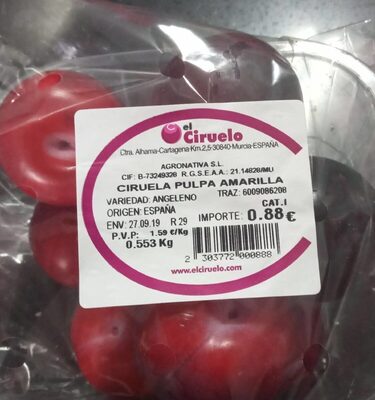 el
Ciruelo
Ctra. Alhama-Cartagena Km.2,5-30840-Murcia-ESPAÑA
AGRONATIVA S.L.
CIF: B-73249328 R.G.S.E.A.A.: 21.14828/MU
CIRUELA PULPA AMARILLA
VARIEDAD: ANGELENO TRAZ: 6009086208
ORIGEN: ESPAÑA CAT.I
ENV: 27.09.19 R 29 IMPORTE: 0.88€
P.V.P: 1.59 €/Kg
0.553 Kg
2 303772 000888
www.elciruelo.com